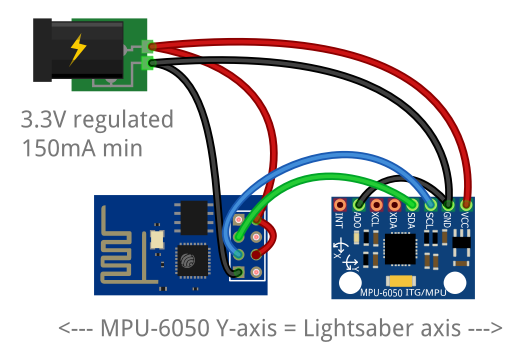 3.3V regulated
150mA min
INT
ADO
XCL
XDA
SDA
SCL
GND
VCC
X
Y
MPU-6050 ITG/MPU
<--- MPU-6050 Y-axis = Lightsaber axis --->